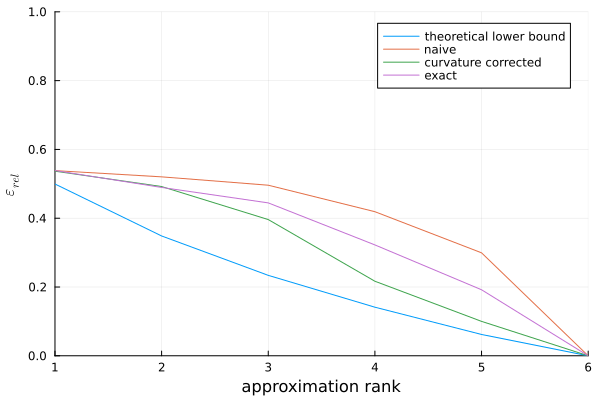 1.0
0.8
0.6
0.4
0.2
0.0
ε_rel
theoretical lower bound
naive
curvature corrected
exact
1 2 3 4 5 6
approximation rank